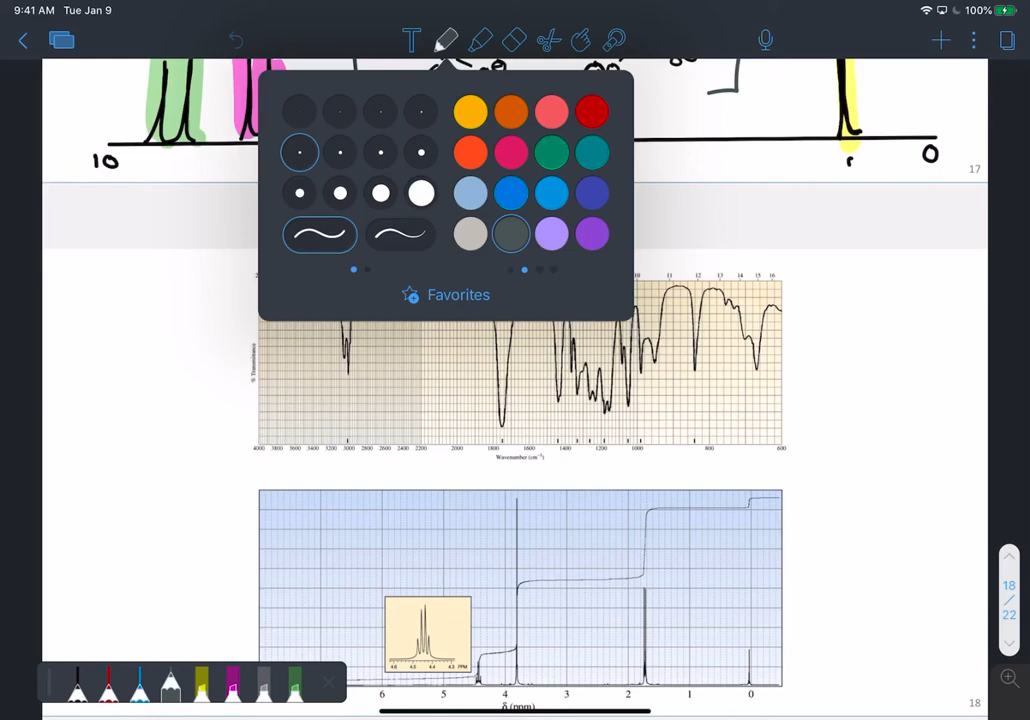 9:41 AM Tue Jan 9
100%
T
10
0
17
Favorites
10 11 12 13 14 15 16
% Transmittance
4000 3800 3600 3400 3200 3000 2800 2600 2400 2200 2000 1800 1600 1400 1200 1000 800 600
Wavenumber (cm⁻¹)
4.6 4.5 4.4 4.3 PPM
6 5 4 3 2 1 0
δ (ppm)
18
/
22
18